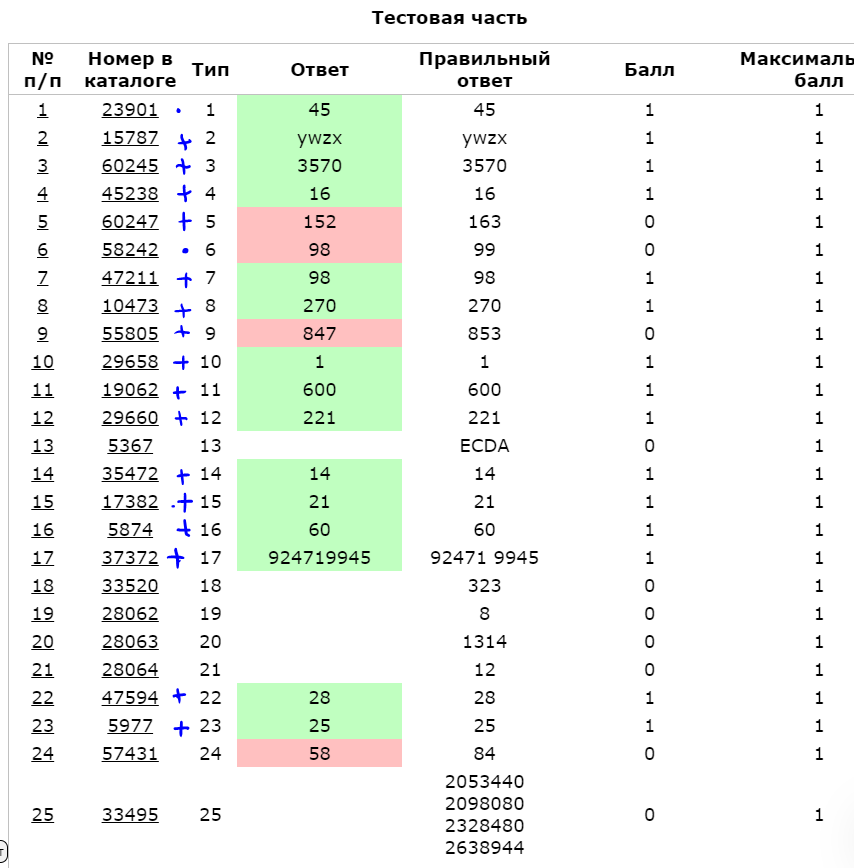 Тестовая часть
№ п/п Номер в каталоге Тип Ответ Правильный ответ Балл Максималь балл
1 23901 1 45 45 1 1
2 15787 + 2 ywzx ywzx 1 1
3 60245 + 3 3570 3570 1 1
4 45238 + 4 16 16 1 1
5 60247 + 5 152 163 0 1
6 58242 6 98 99 0 1
7 47211 + 7 98 98 1 1
8 10473 + 8 270 270 1 1
9 55805 + 9 847 853 0 1
10 29658 + 10 1 1 1 1
11 19062 + 11 600 600 1 1
12 29660 + 12 221 221 1 1
13 5367 13 ECDA 0 1
14 35472 + 14 14 14 1 1
15 17382 + 15 21 21 1 1
16 5874 + 16 60 60 1 1
17 37372 + 17 924719945 92471 9945 1 1
18 33520 18 323 0 1
19 28062 19 8 0 1
20 28063 20 1314 0 1
21 28064 21 12 0 1
22 47594 + 22 28 28 1 1
23 5977 + 23 25 25 1 1
24 57431 24 58 84 0 1
2053440
2098080
25 33495 25 0 1
2328480
2638944